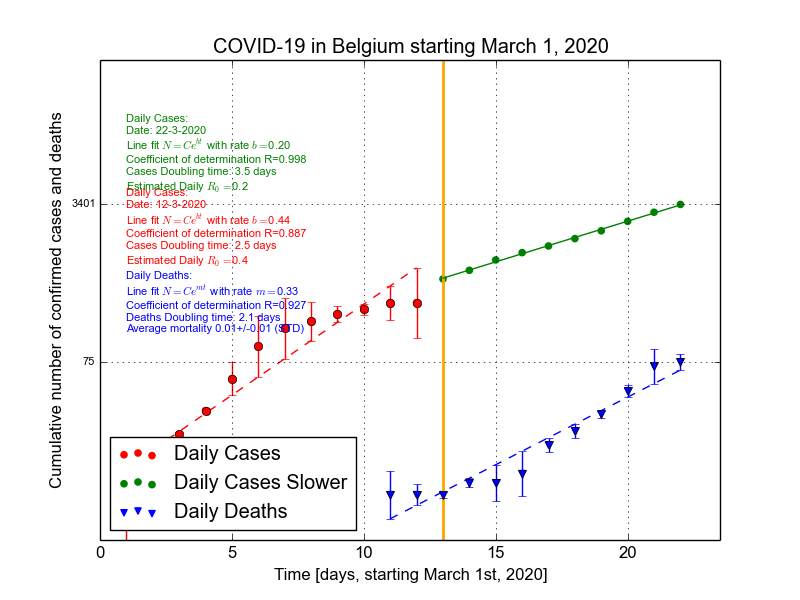 COVID-19 in Belgium starting March 1, 2020
Daily Cases:
Date: 22-3-2020
Line fit N = Ce^{bt} with rate b =0.20
Coefficient of determination R=0.998
Cases Doubling time: 3.5 days
Estimated Daily R_0 =0.2
Daily Cases:
Date: 12-3-2020
Line fit N = Ce^{bt} with rate b =0.44
Coefficient of determination R=0.887
Cases Doubling time: 2.5 days
Estimated Daily R_0 =0.4
Daily Deaths:
Line fit N = Ce^{mt} with rate m =0.33
Coefficient of determination R=0.927
Deaths Doubling time: 2.1 days
Average mortality 0.01+/-0.01 (STD)
Cumulative number of confirmed cases and deaths
3401
75
Daily Cases
Daily Cases Slower
Daily Deaths
0 5 10 15 20
Time [days, starting March 1st, 2020]